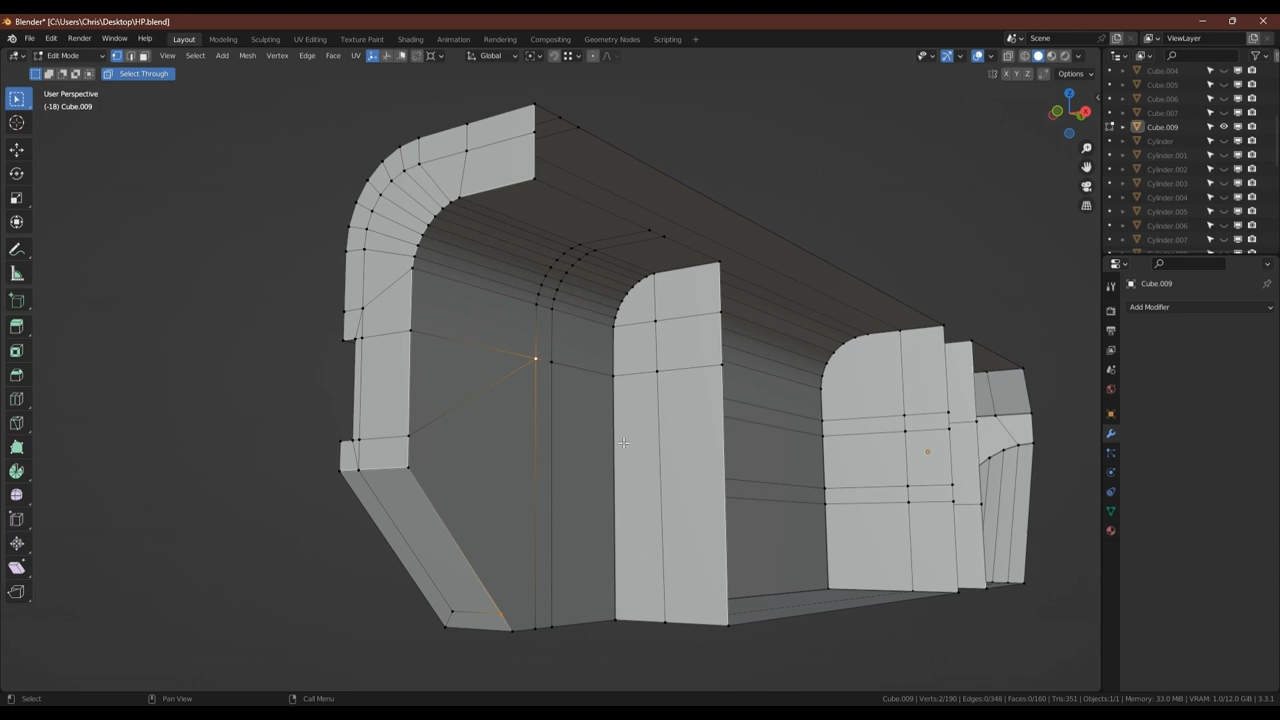 Blender* [C:\Users\Chris\Desktop\HP.blend]
File Edit Render Window Help Layout Modeling Sculpting UV Editing Texture Paint Shading Animation Rendering Compositing Geometry Nodes Scripting + Scene ViewLayer
Edit Mode View Select Add Mesh Vertex Edge Face UV Global
Select Through X Y Z Options
User Perspective
(-18) Cube.009
Z
X
Cube.004
Cube.005
Cube.006
Cube.007
Cube.009
Cylinder
Cylinder.001
Cylinder.002
Cylinder.003
Cylinder.004
Cylinder.005
Cylinder.006
Cylinder.007
Cube.009
Add Modifier
Select Pan View Call Menu Cube.009 | Verts:2/190 | Edges:0/348 | Faces:0/160 | Tris:351 | Objects:1/1 | Memory: 33.0 MiB | VRAM: 1.0/12.0 GiB | 3.3.1